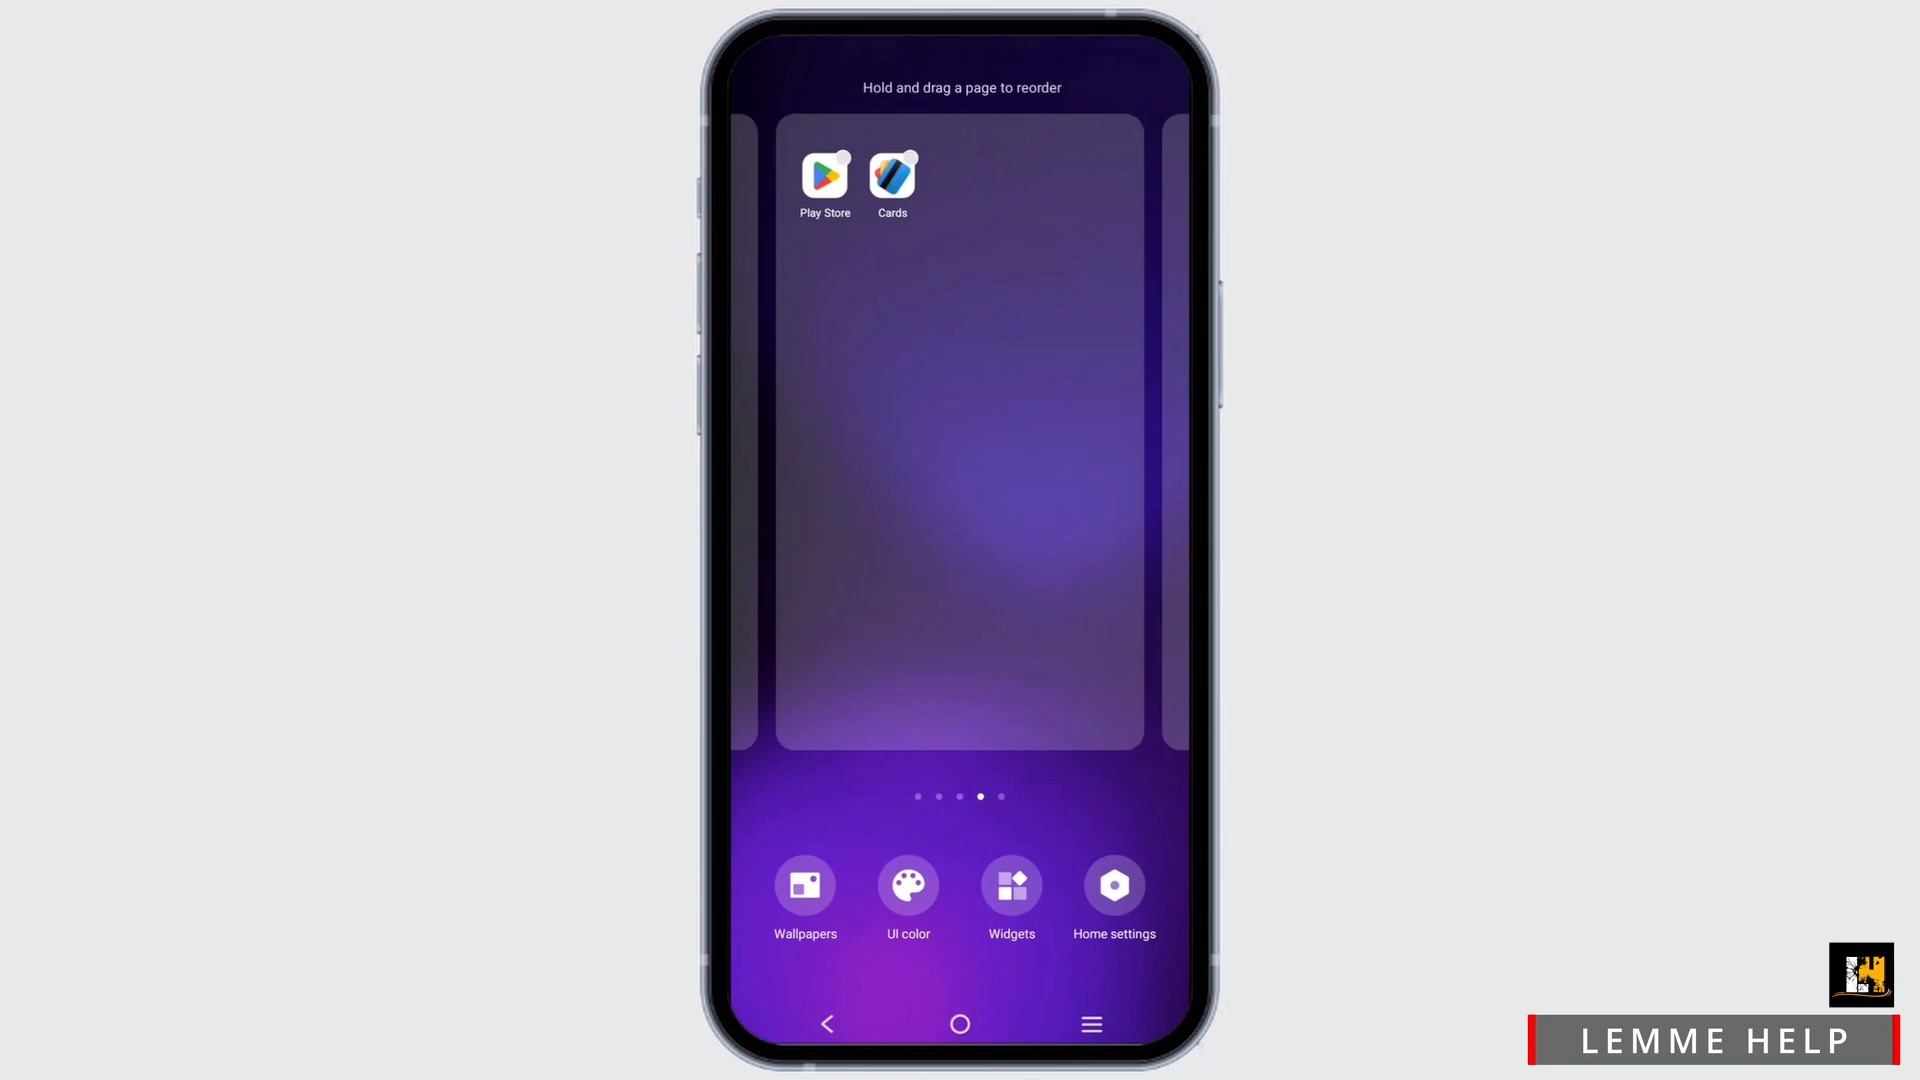 Hold and drag a page to reorder
Play Store
Cards
Wallpapers
UI color
Widgets
Home settings
LEMME HELP